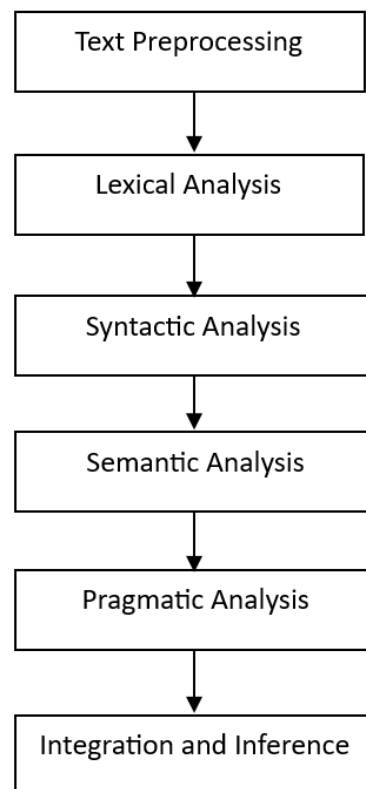 Text Preprocessing
Lexical Analysis
Syntactic Analysis
Semantic Analysis
Pragmatic Analysis
Integration and Inference